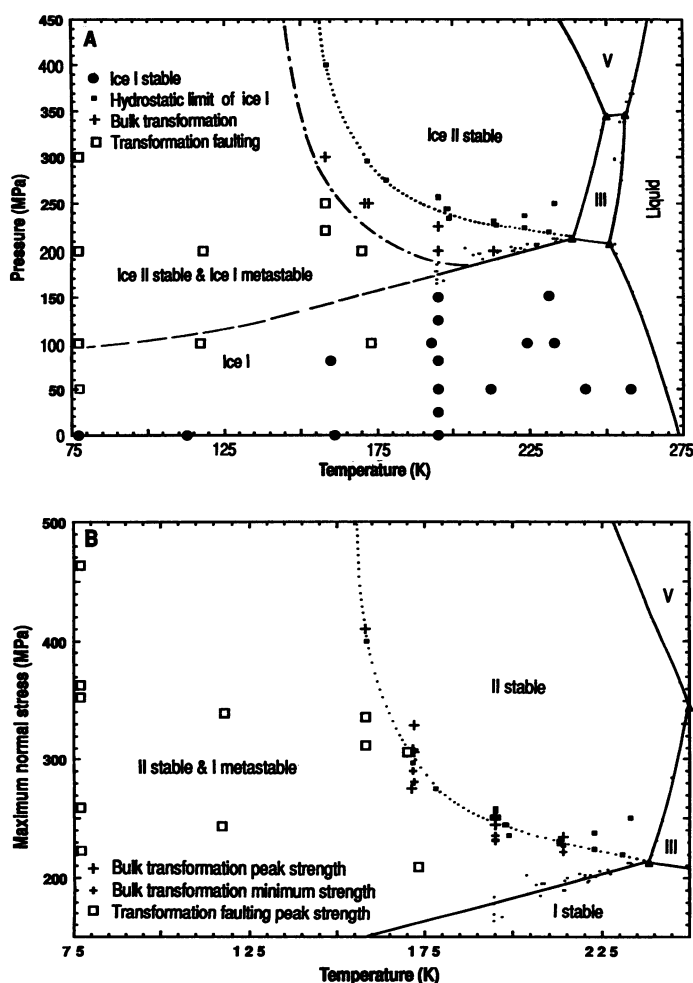 450
A
400
350
300
250
200
150
100
50
0
Pressure (MPa)
Ice I stable
Hydrostatic limit of ice I
Bulk transformation
Transformation faulting
Ice II stable
V
III
Liquid
Ice II stable & Ice I metastable
Ice I
75 125 175 225 275
Temperature (K)
500
B
400
300
200
Maximum normal stress (MPa)
V
II stable
II stable & I metastable
III
I stable
Bulk transformation peak strength
Bulk transformation minimum strength
Transformation faulting peak strength
75 125 175 225
Temperature (K)